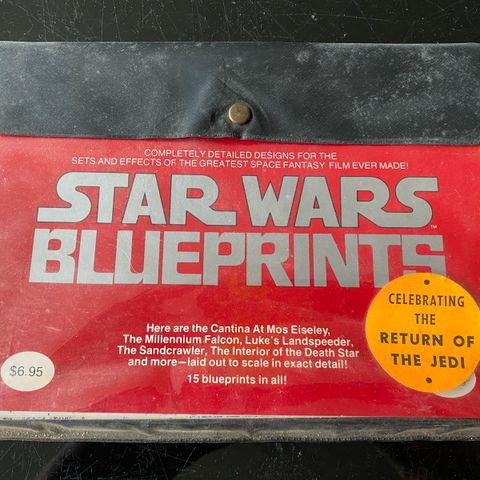 COMPLETELY DETAILED DESIGNS FOR THE
SETS AND EFFECTS OF THE GREATEST SPACE FANTASY FILM EVER MADE!
STAR WARS
™
BLUEPRINTS
Here are the Cantina At Mos Eiseley,
The Millennium Falcon, Luke's Landspeeder,
The Sandcrawler, The Interior of the Death Star
and more—laid out to scale in exact detail!
15 blueprints in all!
$6.95
CELEBRATING
THE
RETURN OF
THE JEDI